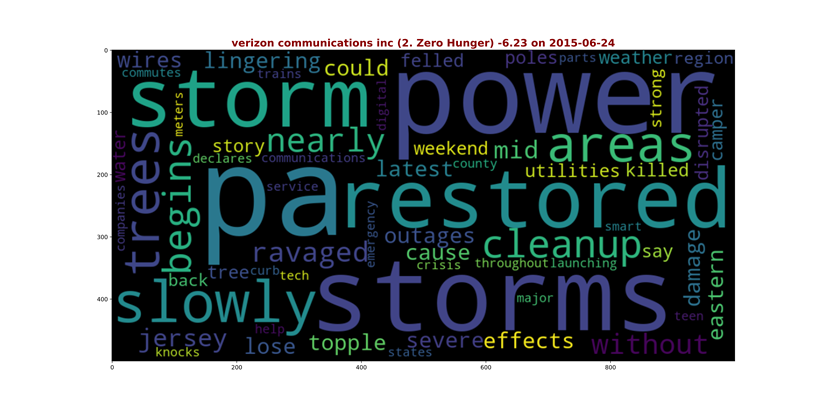 verizon communications inc (2. Zero Hunger) -6.23 on 2015-06-24
0
100
200
300
400
0
200
400
600
800
wires
lingering
could
felled
poles
parts
weather
region
commutes
trains
storm
power
digital
strong
meters
disrupted
camper
water
trees
begins
story
nearly
weekend
mid
areas
declares
communications
latest
county
utilities
killed
companies
service
pa
restored
emergency
smart
outages
ravaged
cause
cleanup
say
crisis
throughout
launching
tree
curb
tech
back
damage
eastern
slowly
storms
major
teen
help
jersey
knocks
lose
topple
states
severe
effects
without